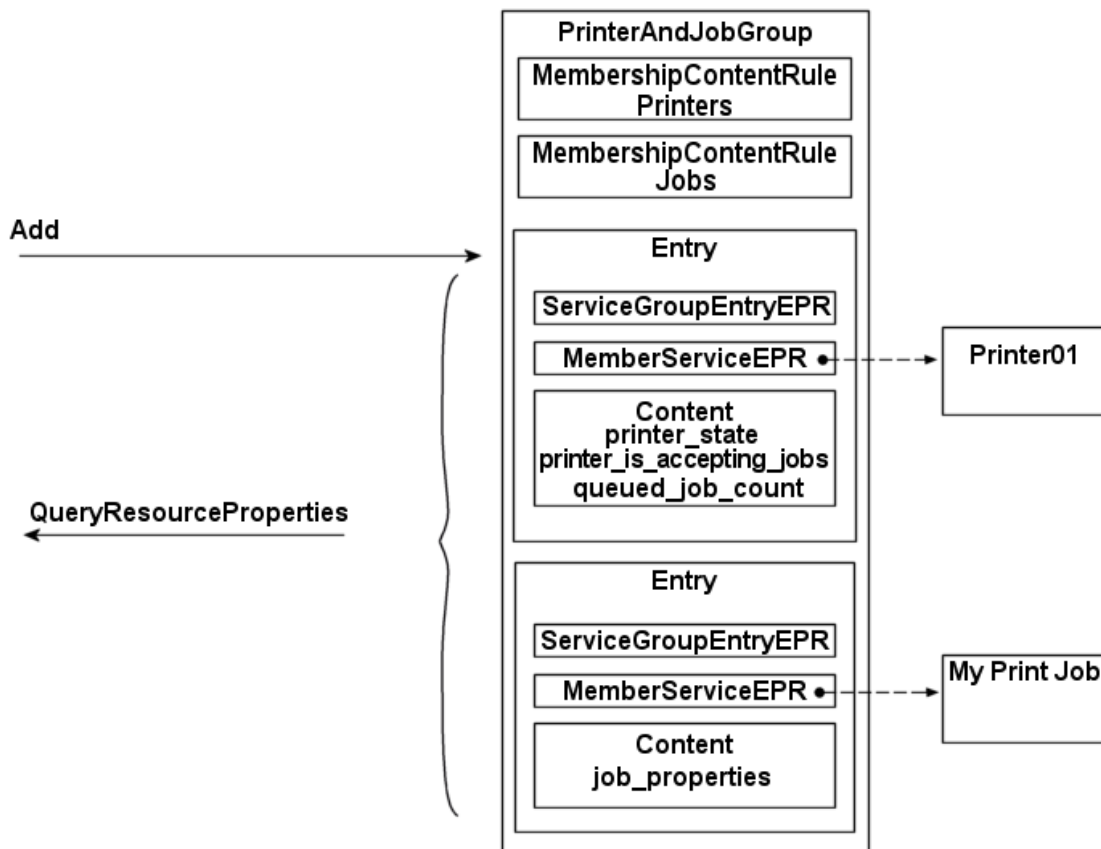 PrinterAndJobGroup
MembershipContentRule
Printers
MembershipContentRule
Jobs
Add
Entry
ServiceGroupEntryEPR
MemberServiceEPR
Printer01
Content
printer_state
printer_is_accepting_jobs
queued_job_count
QueryResourceProperties
Entry
ServiceGroupEntryEPR
MemberServiceEPR
My Print Job
Content
job_properties